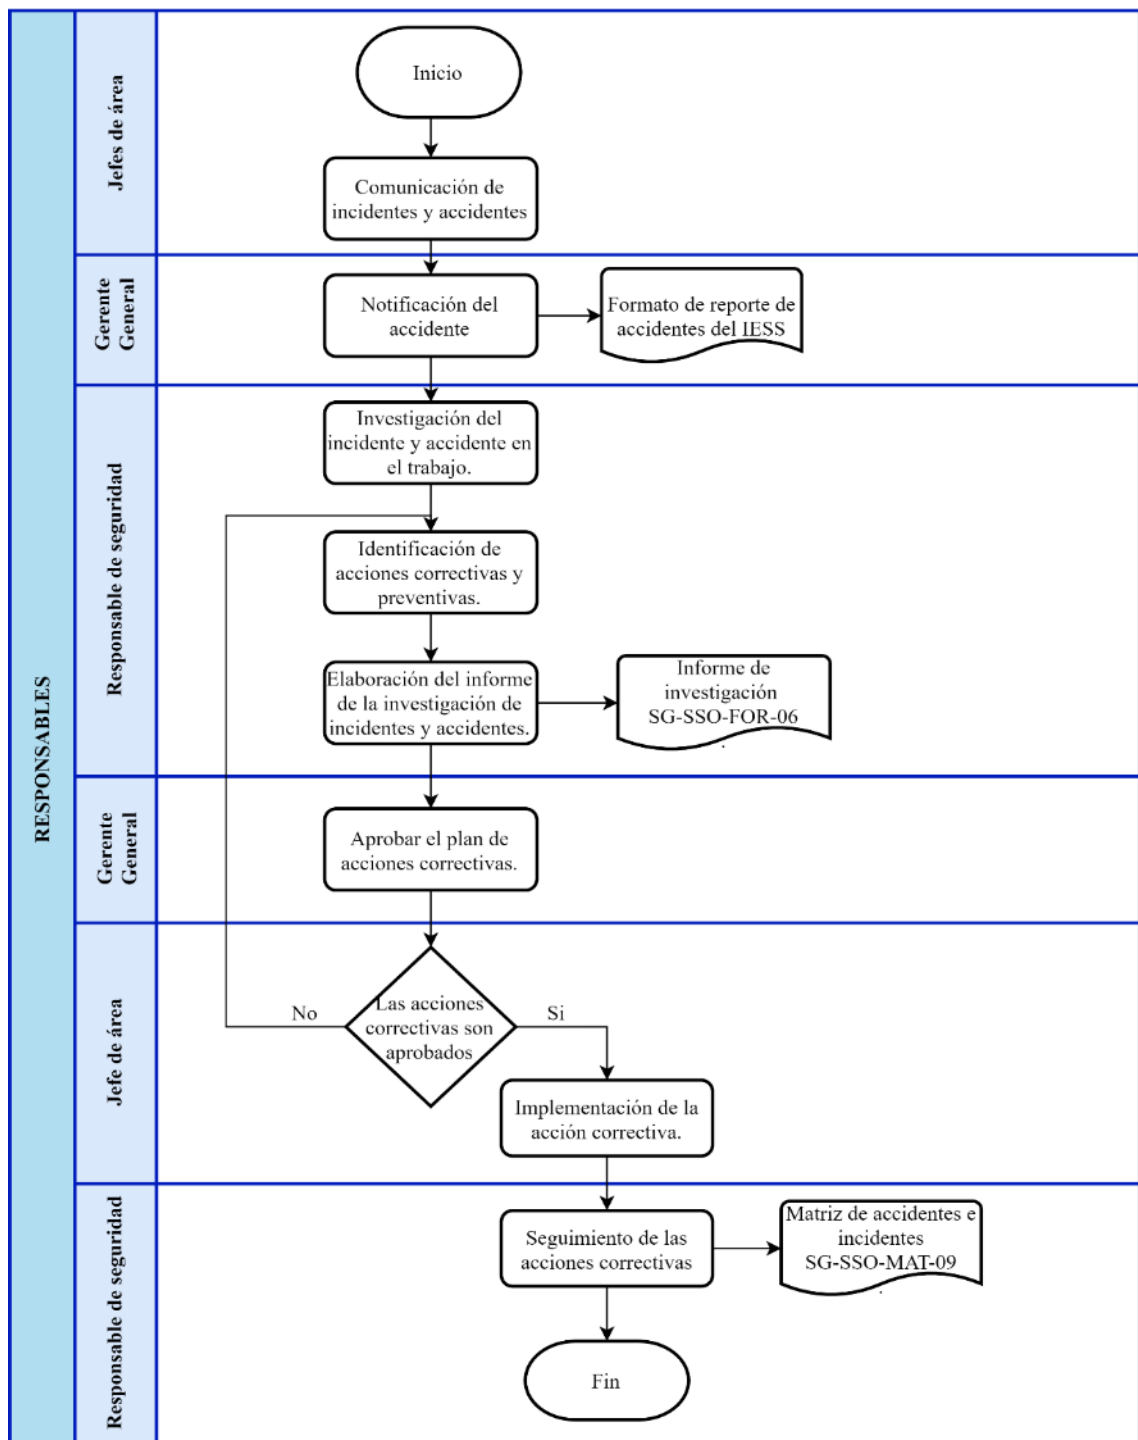 RESPONSABLES
Jefes de área
Inicio
Comunicación de
incidentes y accidentes
Gerente
General
Notificación del
accidente
Formato de reporte de
accidentes del IESS
Responsable de seguridad
Investigación del
incidente y accidente en
el trabajo.
Identificación de
acciones correctivas y
preventivas.
Elaboración del informe
de la investigación de
incidentes y accidentes.
Informe de
investigación
SG-SSO-FOR-06
.
Gerente
General
Aprobar el plan de
acciones correctivas.
Jefe de área
Las acciones
correctivas son
aprobados
No
Si
Implementación de la
acción correctiva.
Responsable de seguridad
Seguimiento de las
acciones correctivas
Matriz de accidentes e
incidentes
SG-SSO-MAT-09
.
Fin